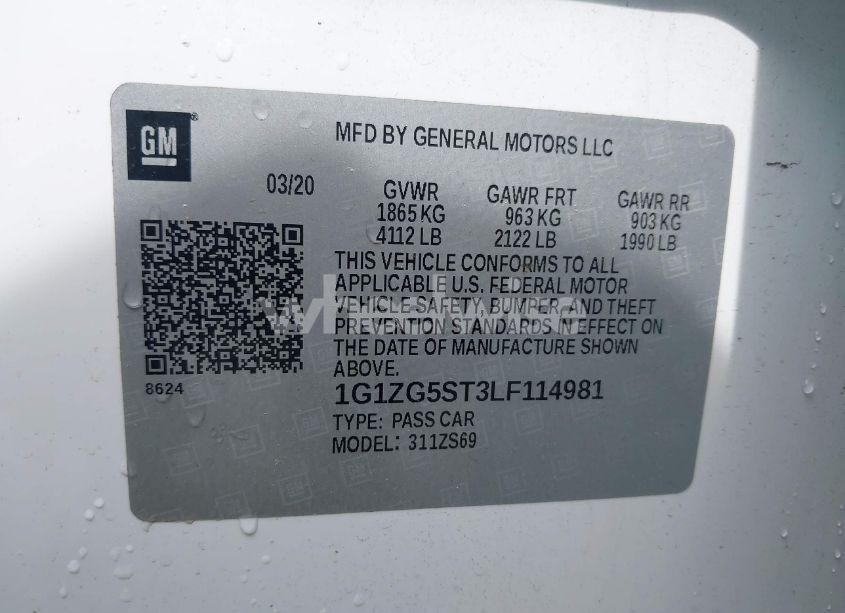 GM
MFD BY GENERAL MOTORS LLC
03/20
GVWR GAWR FRT GAWR RR
1865 KG 963 KG 903 KG
4112 LB 2122 LB 1990 LB
THIS VEHICLE CONFORMS TO ALL
APPLICABLE U.S. FEDERAL MOTOR
VEHICLE SAFETY, BUMPER, AND THEFT
PREVENTION STANDARDS IN EFFECT ON
THE DATE OF MANUFACTURE SHOWN
ABOVE.
8624
1G1ZG5ST3LF114981
TYPE: PASS CAR
MODEL: 311ZS69